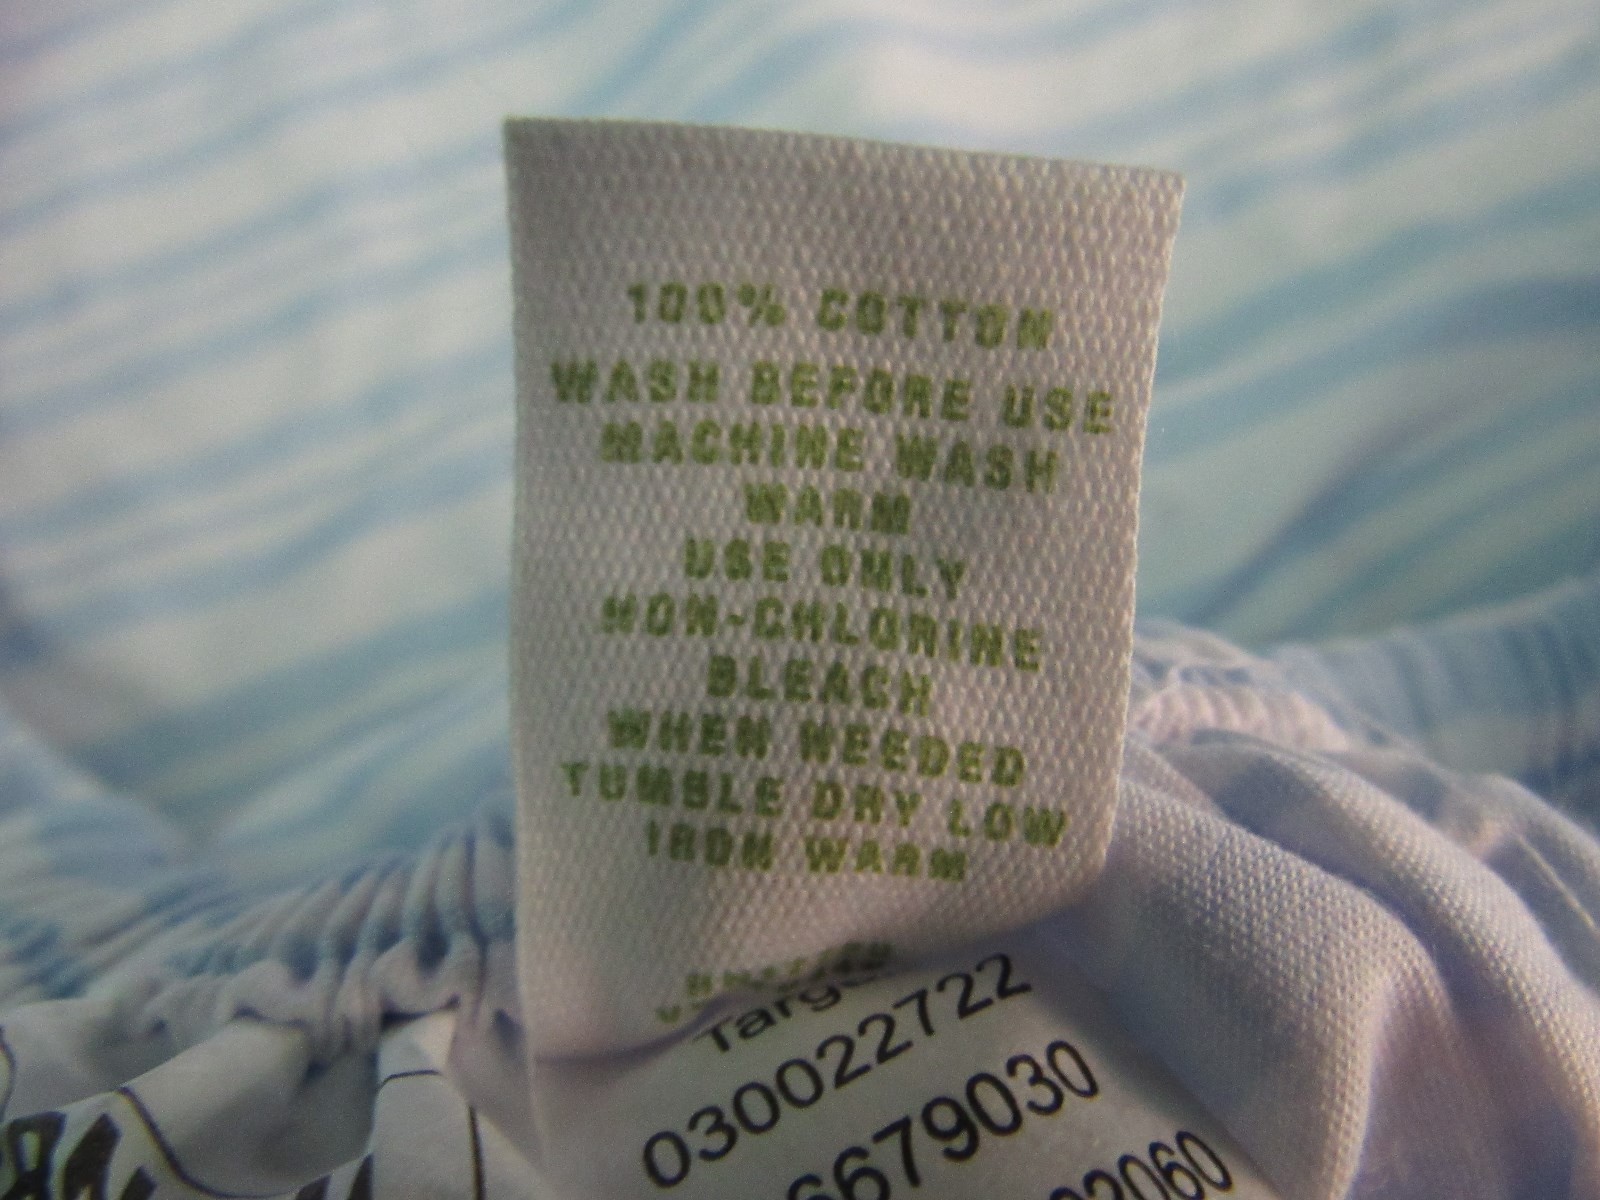 100% COTTON
WASH BEFORE USE
MACHINE WASH
WARM
USE ONLY
NON-CHLORINE
BLEACH
WHEN NEEDED
TUMBLE DRY LOW
IRON WARM
030022722